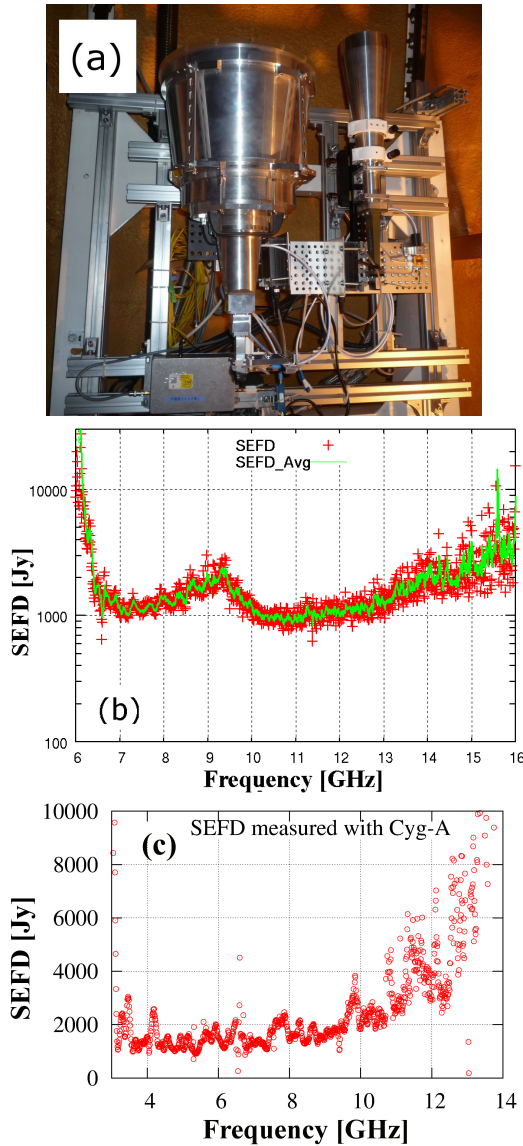 (a)
SEFD
SEFD_Avg
10000
1000
100
SEFD [Jy]
(b)
6 7 8 9 10 11 12 13 14 15 16
Frequency [GHz]
(c)
SEFD measured with Cyg-A
10000
8000
6000
4000
2000
0
SEFD [Jy]
4 6 8 10 12 14
Frequency [GHz]